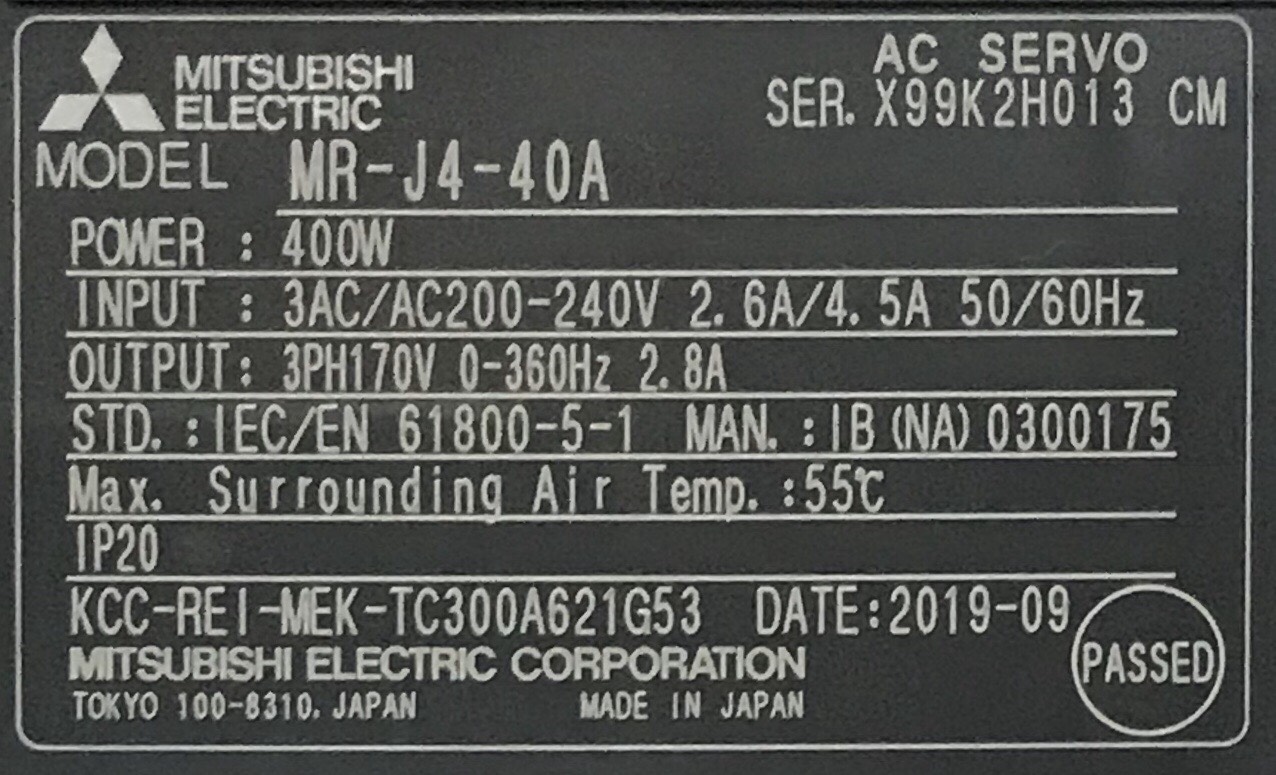 MITSUBISHI
ELECTRIC
AC SERVO
SER. X99K2H013 CM
MODEL MR-J4-40A
POWER : 400W
INPUT : 3AC/AC200-240V 2.6A/4.5A 50/60Hz
OUTPUT: 3PH170V 0-360Hz 2.8A
STD. : IEC/EN 61800-5-1 MAN. : IB (NA) 0300175
Max. Surrounding Air Temp. :55℃
IP20
KCC-REI-MEK-TC300A621G53 DATE:2019-09
PASSED
MITSUBISHI ELECTRIC CORPORATION
TOKYO 100-8310, JAPAN MADE IN JAPAN